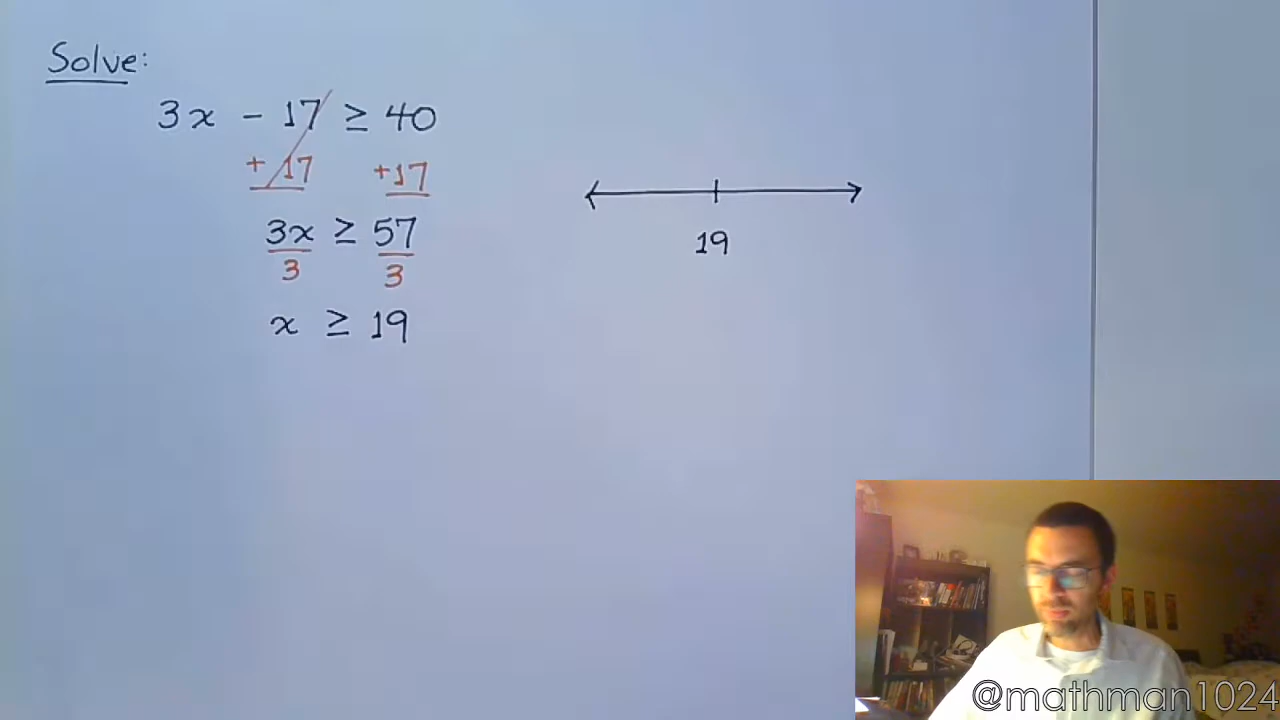 Solve:
3x - 17 ≥ 40
+ 17 +17
3x ≥ 57
3 3
x ≥ 19
19
@mathman1024